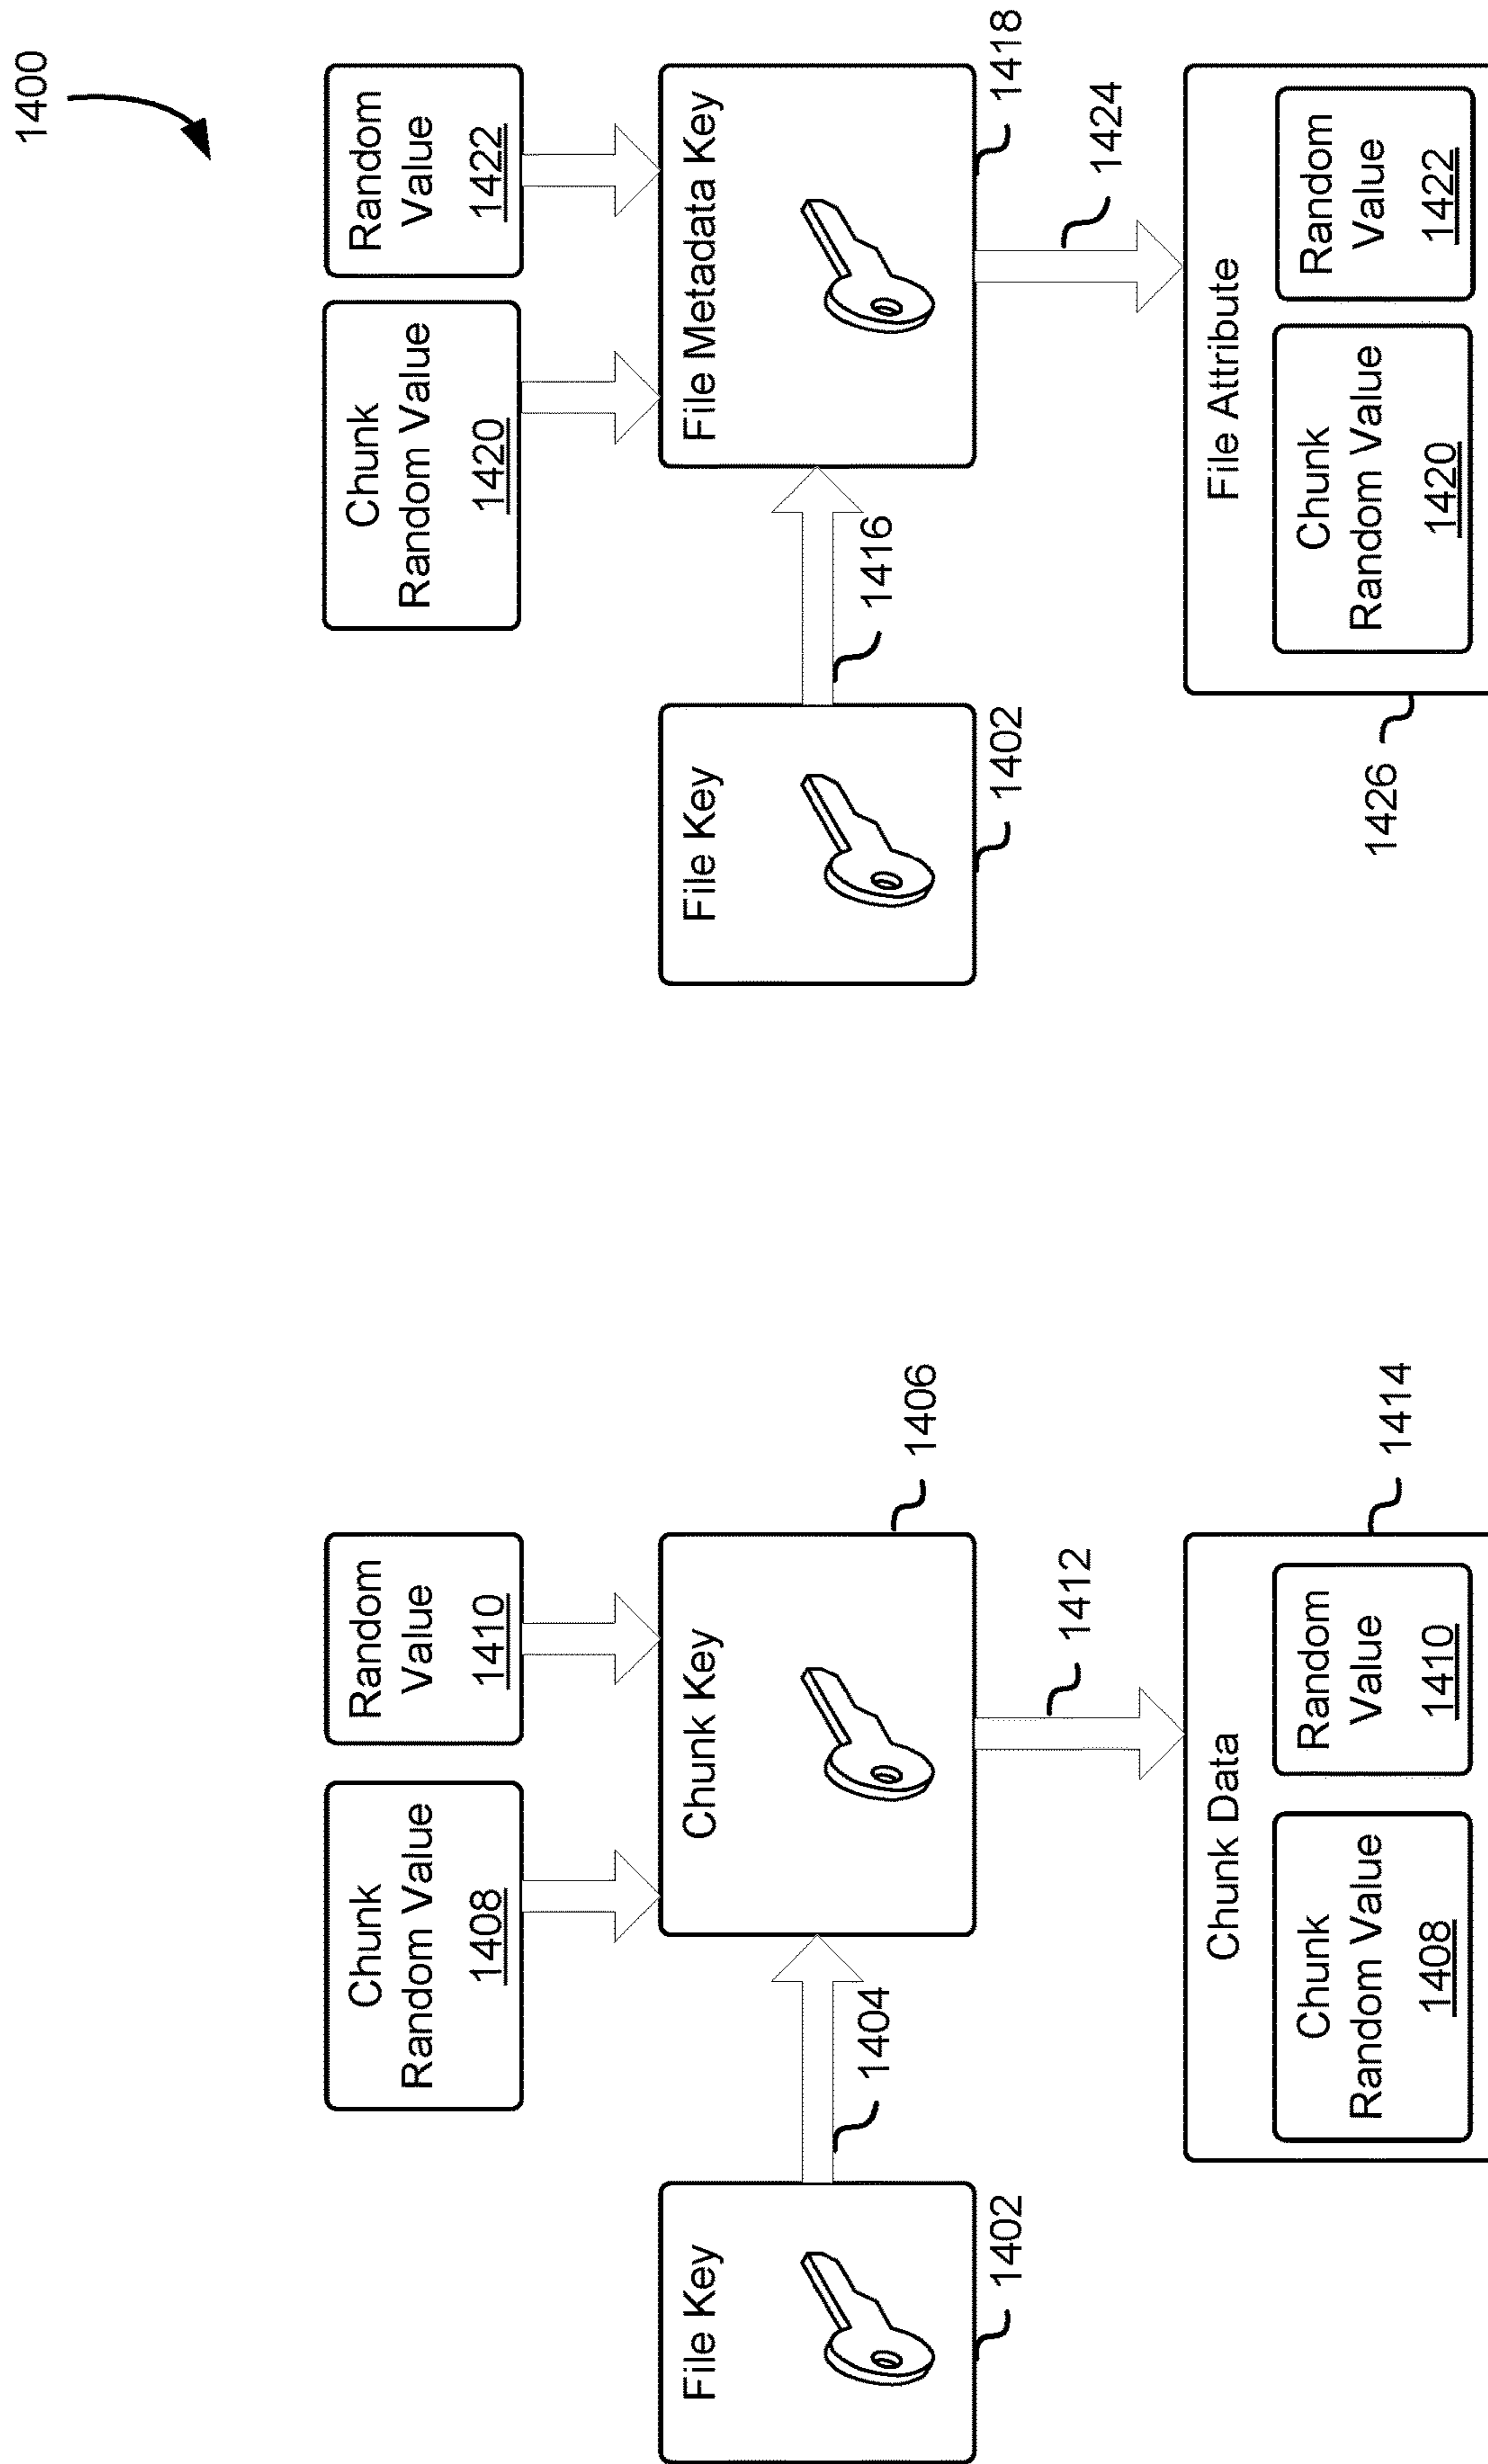 1400
Chunk
Random Value
1408
Random
Value
1410
File Key
1402
1404
Chunk Key
1406
1412
Chunk Data
1414
Chunk
Random Value
1408
Random
Value
1410
Chunk
Random Value
1420
Random
Value
1422
File Key
1402
1416
File Metadata Key
1418
1424
File Attribute
1426
Chunk
Random Value
1420
Random
Value
1422